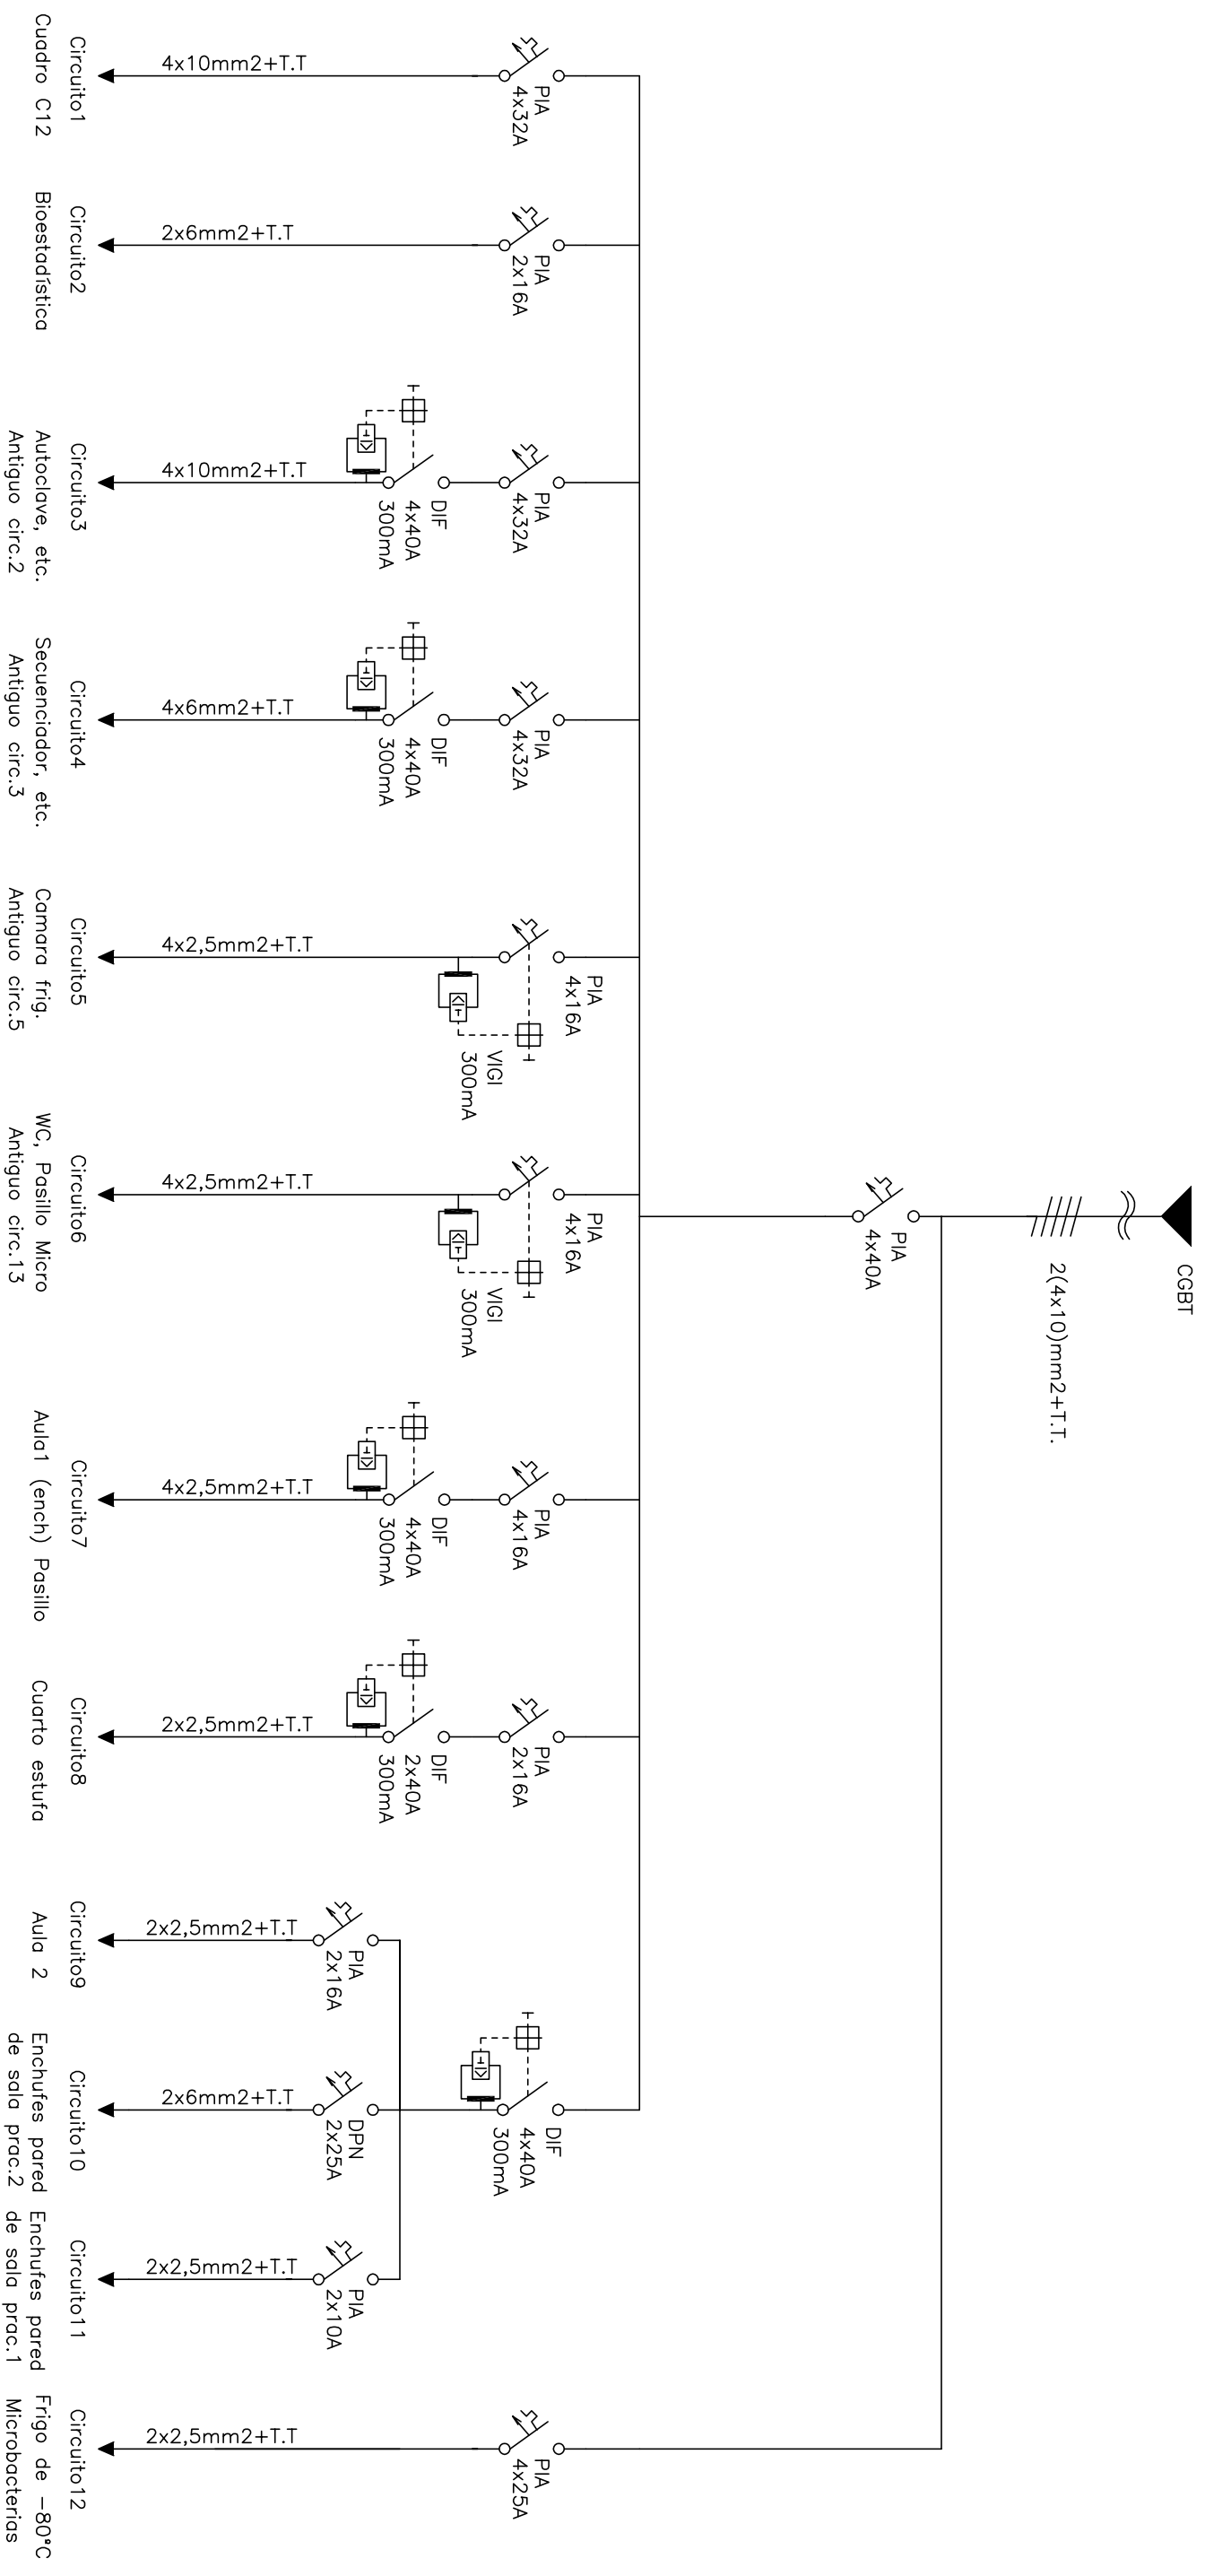 CGBT
2(4x10)mm2+T.T.
PIA
4x40A
PIA
4x32A
4x10mm2+T.T
Circuito1
Cuadro C12
PIA
2x16A
2x6mm2+T.T
Circuito2
Bioestadística
PIA
4x32A
DIF
4x40A
300mA
4x10mm2+T.T
Circuito3
Autoclave, etc.
Antiguo circ.2
PIA
4x32A
DIF
4x40A
300mA
4x6mm2+T.T
Circuito4
Secuenciador, etc.
Antiguo circ.3
PIA
4x16A
VIGI
300mA
4x2,5mm2+T.T
Circuito5
Camara frig.
Antiguo circ.5
PIA
4x16A
VIGI
300mA
4x2,5mm2+T.T
Circuito6
WC, Pasillo Micro
Antiguo circ.13
PIA
4x16A
DIF
4x40A
300mA
4x2,5mm2+T.T
Circuito7
Aula1 (ench) Pasillo
PIA
2x16A
DIF
2x40A
300mA
2x2,5mm2+T.T
Circuito8
Cuarto estufa
DIF
4x40A
300mA
PIA
2x16A
2x2,5mm2+T.T
Circuito9
Aula 2
DPN
2x25A
2x6mm2+T.T
Circuito10
Enchufes pared
de sala prac.2
PIA
2x10A
2x2,5mm2+T.T
Circuito11
Enchufes pared
de sala prac.1
PIA
4x25A
2x2,5mm2+T.T
Circuito12
Frigo de -80°C
Microbacterias